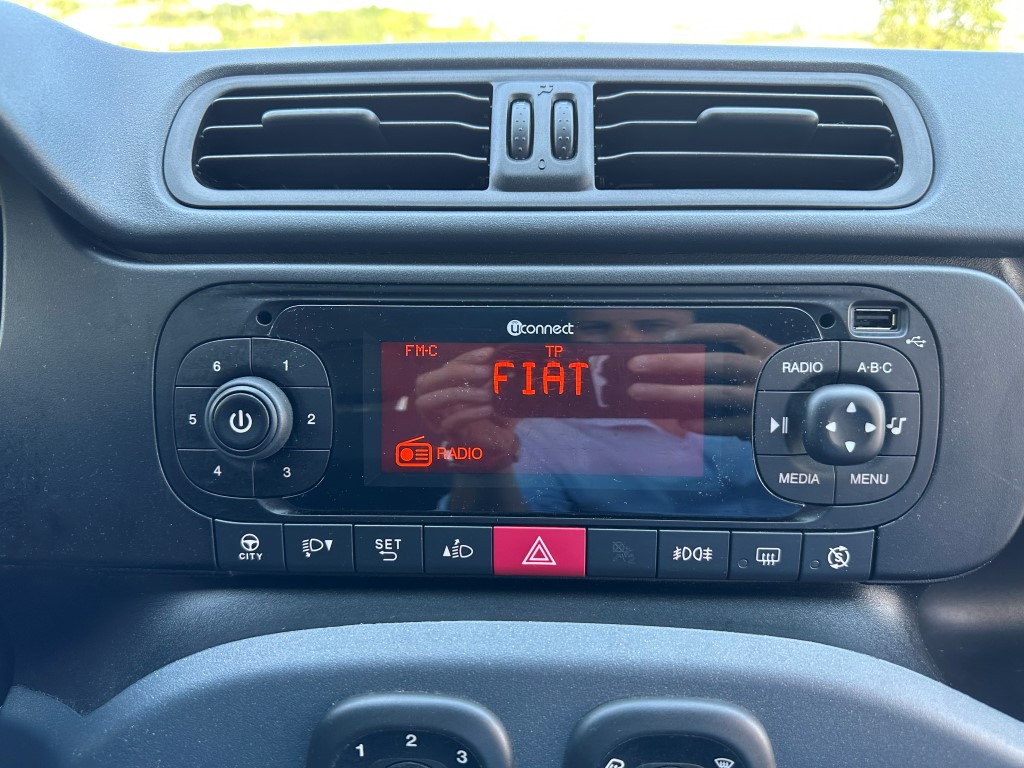 uconnect
FM-C TP
FIAT
RADIO
6 1
5 2
4 3
RADIO A·B·C
MEDIA MENU
CITY
SET
1 2 3